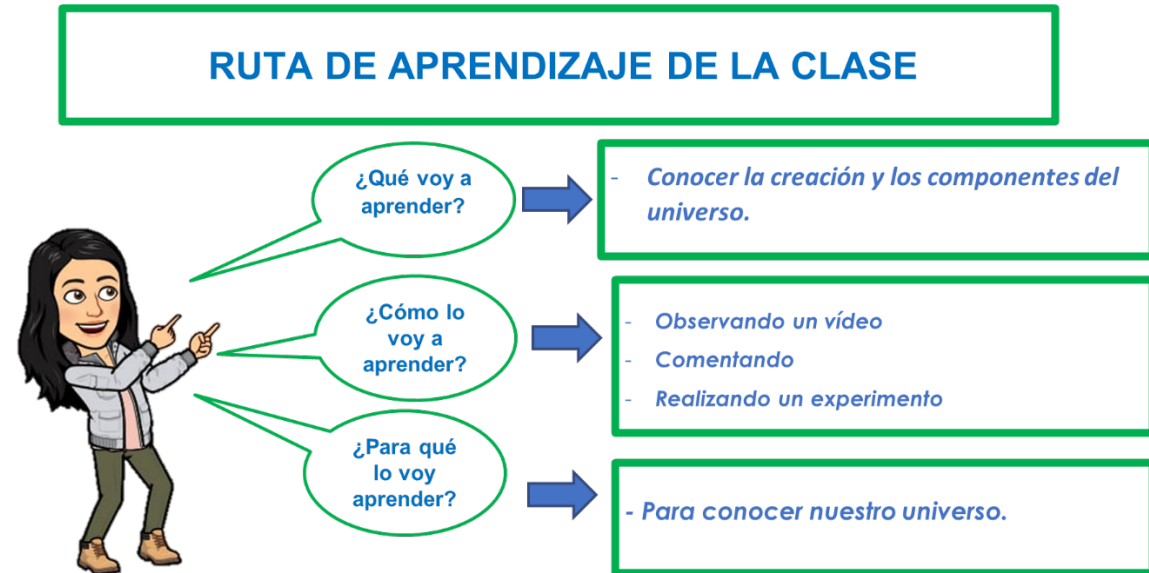 RUTA DE APRENDIZAJE DE LA CLASE
¿Qué voy a
aprender?
- Conocer la creación y los componentes del
universo.
¿Cómo lo
voy a
aprender?
- Observando un vídeo
- Comentando
- Realizando un experimento
¿Para qué
lo voy
aprender?
- Para conocer nuestro universo.